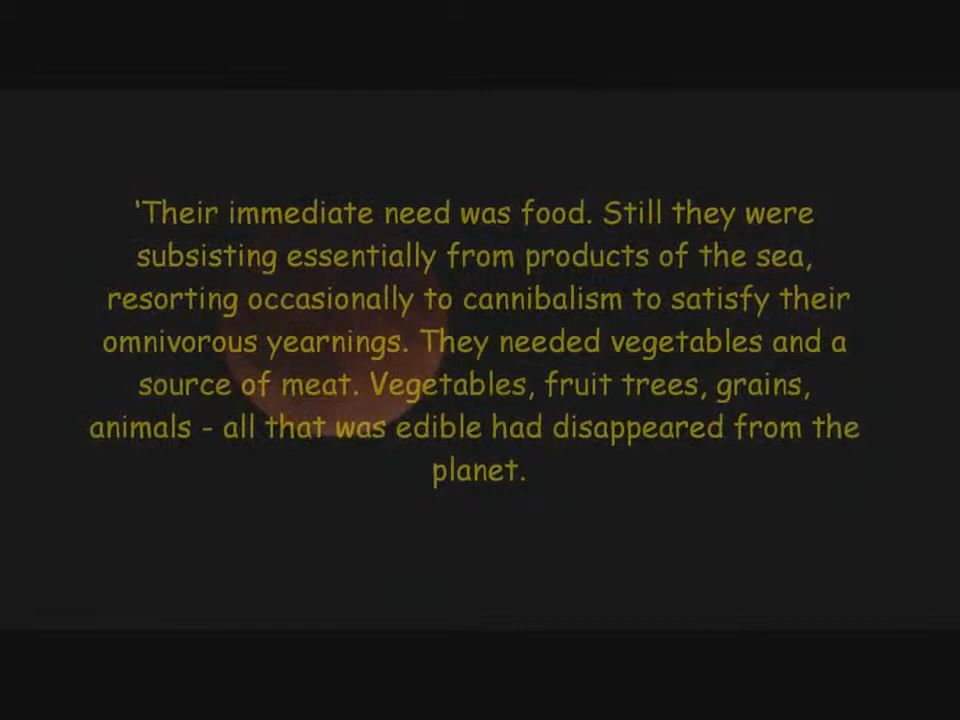 'Their immediate need was food. Still they were
subsisting essentially from products of the sea,
resorting occasionally to cannibalism to satisfy their
omnivorous yearnings. They needed vegetables and a
source of meat. Vegetables, fruit trees, grains,
animals - all that was edible had disappeared from the
planet.